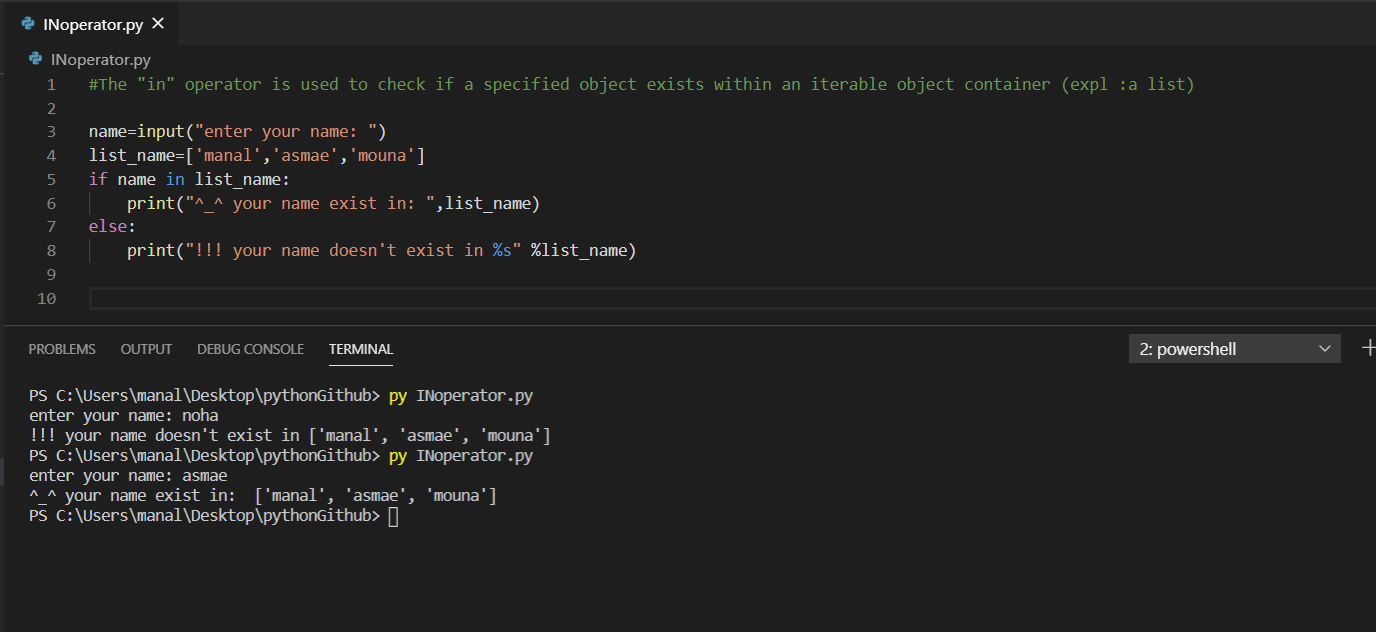 INoperator.py ×
INoperator.py
1 #The "in" operator is used to check if a specified object exists within an iterable object container (expl :a list)
2
3 name=input("enter your name: ")
4 list_name=['manal','asmae','mouna']
5 if name in list_name:
6     print("^_^ your name exist in: ",list_name)
7 else:
8     print("!!! your name doesn't exist in %s" %list_name)
9
10
PROBLEMS OUTPUT DEBUG CONSOLE TERMINAL 2: powershell +
PS C:\Users\manal\Desktop\pythonGithub> py INoperator.py
enter your name: noha
!!! your name doesn't exist in ['manal', 'asmae', 'mouna']
PS C:\Users\manal\Desktop\pythonGithub> py INoperator.py
enter your name: asmae
^_^ your name exist in:  ['manal', 'asmae', 'mouna']
PS C:\Users\manal\Desktop\pythonGithub>